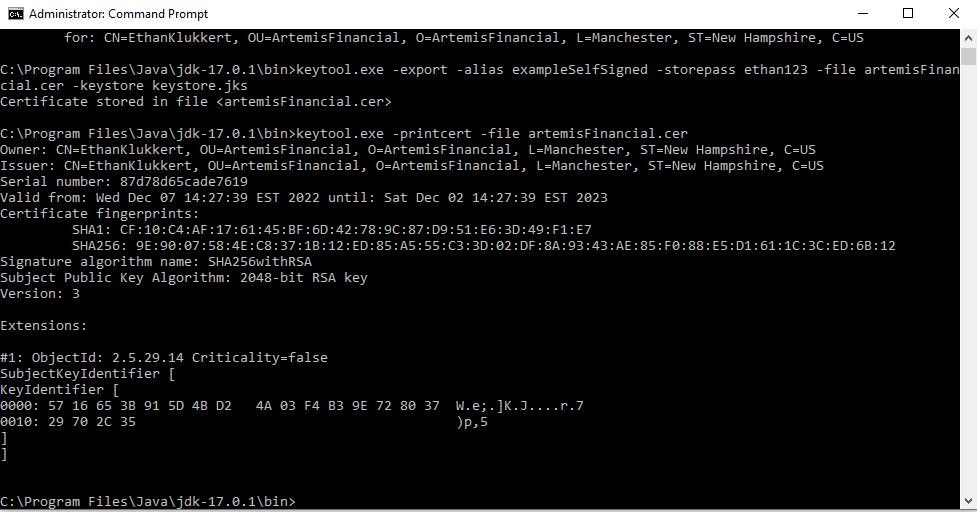 Administrator: Command Prompt
for: CN=EthanKlukkert, OU=ArtemisFinancial, O=ArtemisFinancial, L=Manchester, ST=New Hampshire, C=US
C:\Program Files\Java\jdk-17.0.1\bin>keytool.exe -export -alias exampleSelfSigned -storepass ethan123 -file artemisFinan
cial.cer -keystore keystore.jks
Certificate stored in file <artemisFinancial.cer>
C:\Program Files\Java\jdk-17.0.1\bin>keytool.exe -printcert -file artemisFinancial.cer
Owner: CN=EthanKlukkert, OU=ArtemisFinancial, O=ArtemisFinancial, L=Manchester, ST=New Hampshire, C=US
Issuer: CN=EthanKlukkert, OU=ArtemisFinancial, O=ArtemisFinancial, L=Manchester, ST=New Hampshire, C=US
Serial number: 87d78d65cade7619
Valid from: Wed Dec 07 14:27:39 EST 2022 until: Sat Dec 02 14:27:39 EST 2023
Certificate fingerprints:
SHA1: CF:10:C4:AF:17:61:45:BF:6D:42:78:9C:87:D9:51:E6:3D:49:F1:E7
SHA256: 9E:90:07:58:4E:C8:37:1B:12:ED:85:A5:55:C3:3D:02:DF:8A:93:43:AE:85:F0:88:E5:D1:61:1C:3C:ED:6B:12
Signature algorithm name: SHA256withRSA
Subject Public Key Algorithm: 2048-bit RSA key
Version: 3
Extensions:
#1: ObjectId: 2.5.29.14 Criticality=false
SubjectKeyIdentifier [
KeyIdentifier [
0000: 57 16 65 3B 91 5D 4B D2   4A 03 F4 B3 9E 72 80 37  W.e;.]K.J....r.7
0010: 29 70 2C 35                                        )p,5
]
]
C:\Program Files\Java\jdk-17.0.1\bin>